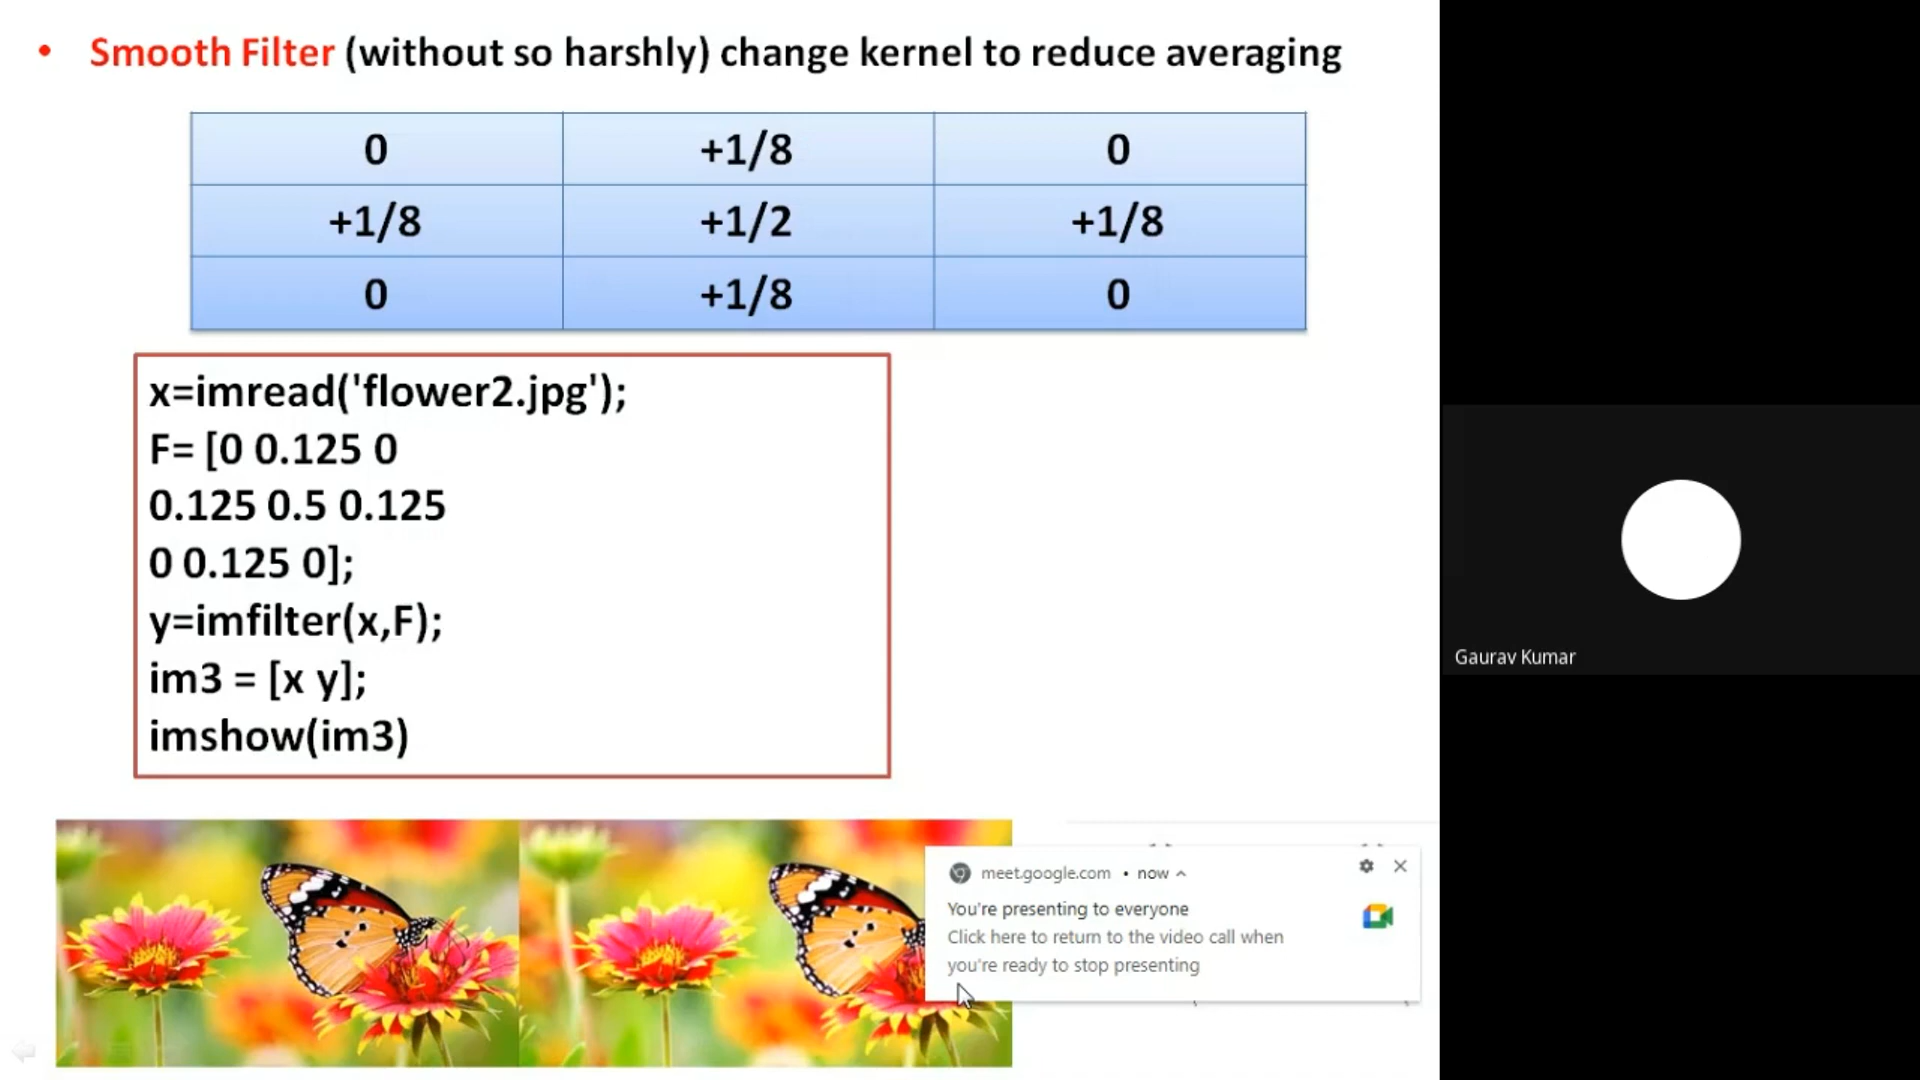 • Smooth Filter (without so harshly) change kernel to reduce averaging
0 +1/8 0
+1/8 +1/2 +1/8
0 +1/8 0
x=imread('flower2.jpg');
F= [0 0.125 0
0.125 0.5 0.125
0 0.125 0];
y=imfilter(x,F);
im3 = [x y];
imshow(im3)
meet.google.com • now
You're presenting to everyone
Click here to return to the video call when
you're ready to stop presenting
Gaurav Kumar